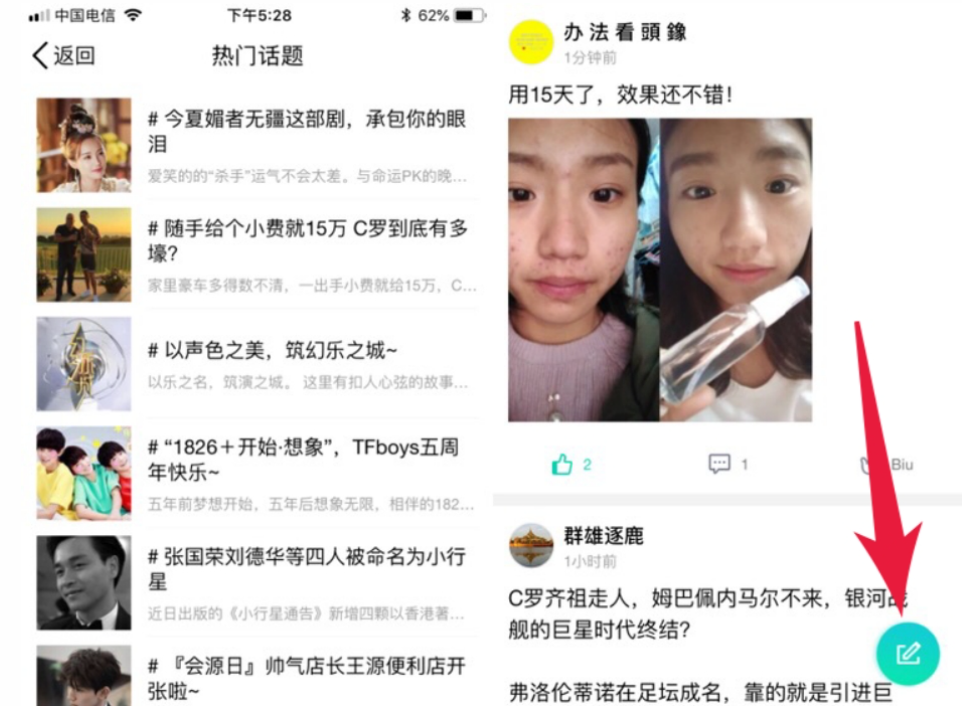 中国电信
下午5:28
62%
返回
热门话题
# 今夏媚者无疆这部剧，承包你的眼
泪
爱笑的的“杀手”运气不会太差。与命运PK的晚...
# 随手给个小费就15万 C罗到底有多
壕?
家里豪车多得数不清，一出手小费就给15万，C...
# 以声色之美，筑幻乐之城~
以乐之名，筑演之城。 这里有扣人心弦的故事...
# “1826＋开始·想象”，TFboys五周
年快乐~
五年前梦想开始，五年后想象无限，相伴的182...
# 张国荣刘德华等四人被命名为小行
星
近日出版的《小行星通告》新增四颗以香港著...
# 『会源日』帅气店长王源便利店开
张啦~
办法看頭像
1分钟前
用15天了，效果还不错！
2
1
Biu
群雄逐鹿
1小时前
C罗齐祖走人，姆巴佩内马尔不来，银河战
舰的巨星时代终结?
弗洛伦蒂诺在足坛成名，靠的就是引进巨